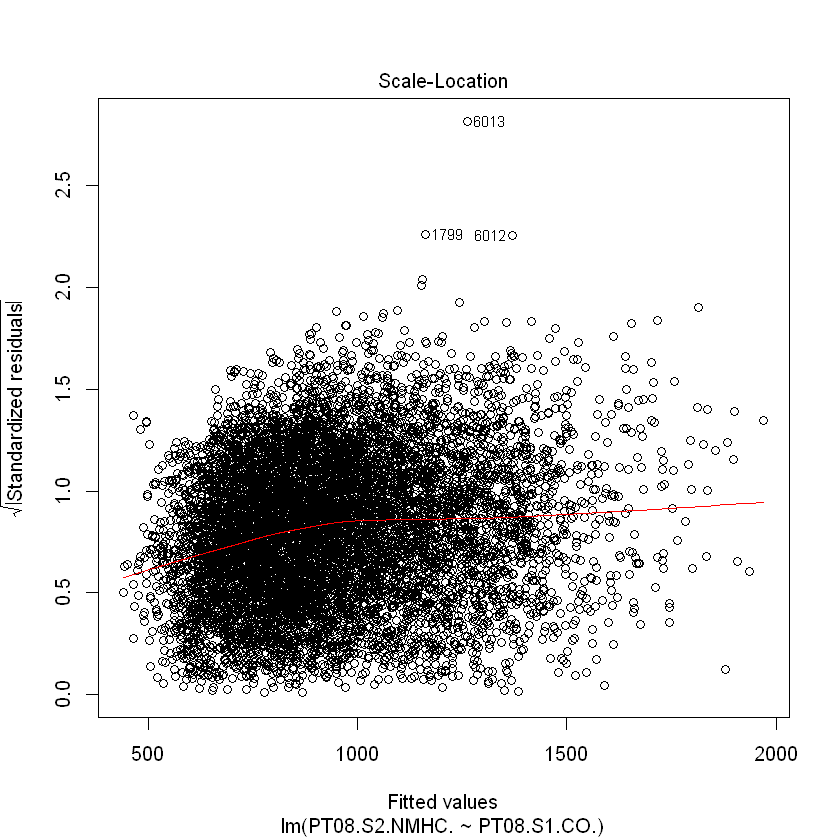 Scale-Location
6013
1799 6012
2.5
2.0
1.5
1.0
0.5
0.0
√|Standardized residuals|
500 1000 1500 2000
Fitted values
lm(PT08.S2.NMHC. ~ PT08.S1.CO.)